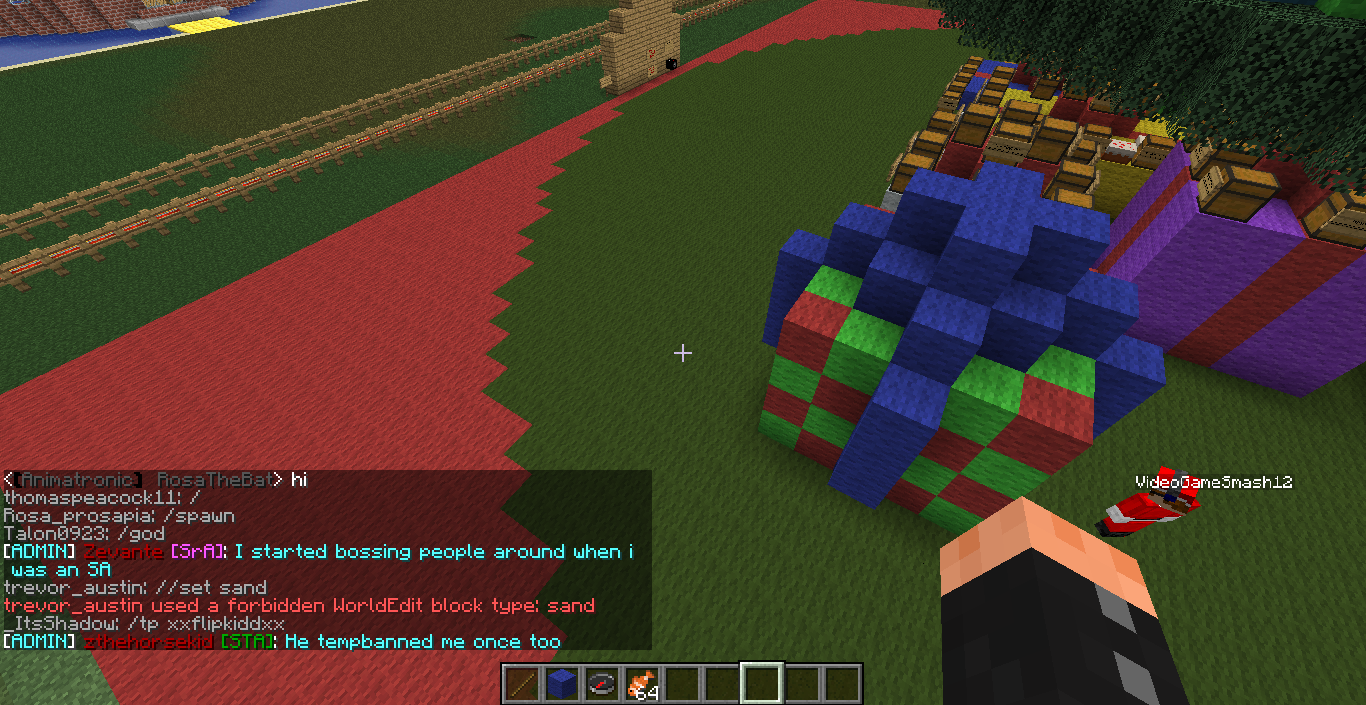 VideoGameSmash12
<[Animatronic] RosaTheBat> hi
thomaspeacock11: /
Rosa_prosapia: /spawn
Talon0923: /god
[ADMIN] Zevante [SrA]: I started bossing people around when i
was an SA
trevor_austin: //set sand
trevor_austin used a forbidden WorldEdit block type: sand
_ItsShadow: /tp xxflipkiddxx
[ADMIN] zthehorsekid [STA]: He tempbanned me once too
64